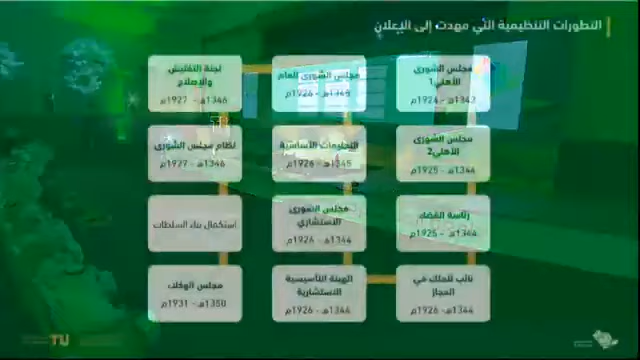 التطورات التنظيمية التي مهدت إلى الإعلان
مجلس الشورى
الأهلي1
1343هـ - 1924م
مجلس الشورى
الأهلي2
1344هـ - 1925م
رئاسة القضاء
1344هـ - 1925م
نائب للملك في
الحجاز
1344هـ - 1926م
الهيئة التأسيسية
الاستشارية
1344هـ - 1926م
مجلس الشورى
الاستشاري
1344هـ - 1926م
التعليمات الأساسية
1345هـ - 1926م
مجلس الشورى العام
1345هـ - 1926م
لجنة التفتيش
والإصلاح
1346هـ - 1927م
نظام مجلس الشورى
1346هـ - 1927م
استكمال بناء السلطات
مجلس الوكلاء
1350هـ - 1931م
TU